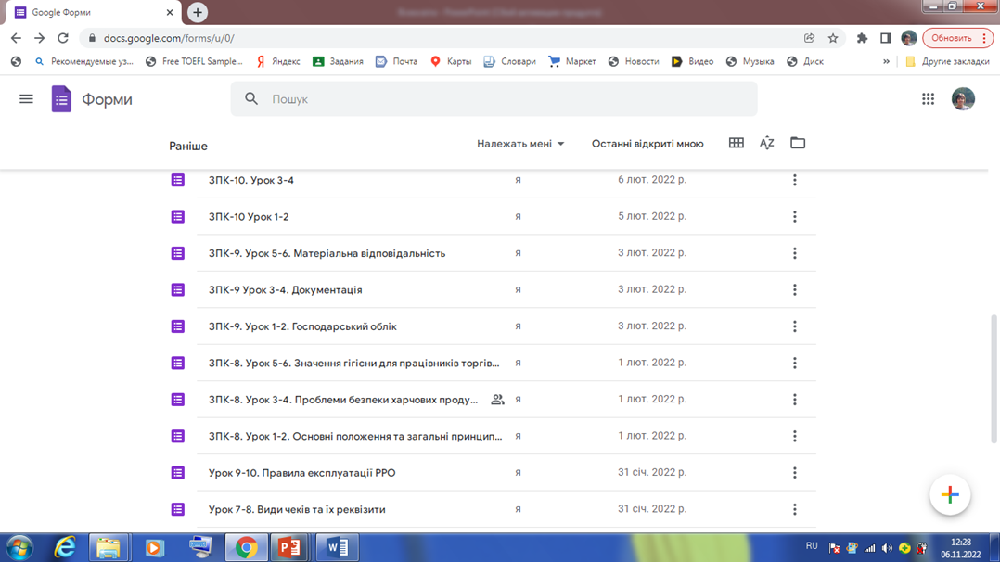 Google Форми
docs.google.com/forms/u/0/
Обновить
Рекомендуемые уз... Free TOEFL Sample... Яндекс Задания Почта Карты Словари Маркет Новости Видео Музыка Диск » Другие закладки
Форми
Пошук
Раніше Належать мені Останні відкриті мною AZ
ЗПК-10. Урок 3-4 я 6 лют. 2022 р.
ЗПК-10 Урок 1-2 я 5 лют. 2022 р.
ЗПК-9. Урок 5-6. Матеріальна відповідальність я 3 лют. 2022 р.
ЗПК-9 Урок 3-4. Документація я 3 лют. 2022 р.
ЗПК-9. Урок 1-2. Господарський облік я 3 лют. 2022 р.
ЗПК-8. Урок 5-6. Значення гігієни для працівників торгів... я 1 лют. 2022 р.
ЗПК-8. Урок 3-4. Проблеми безпеки харчових проду... я 1 лют. 2022 р.
ЗПК-8. Урок 1-2. Основні положення та загальні принцип... я 1 лют. 2022 р.
Урок 9-10. Правила експлуатації РРО я 31 січ. 2022 р.
Урок 7-8. Види чеків та їх реквізити я 31 січ. 2022 р.
RU 12:28
06.11.2022